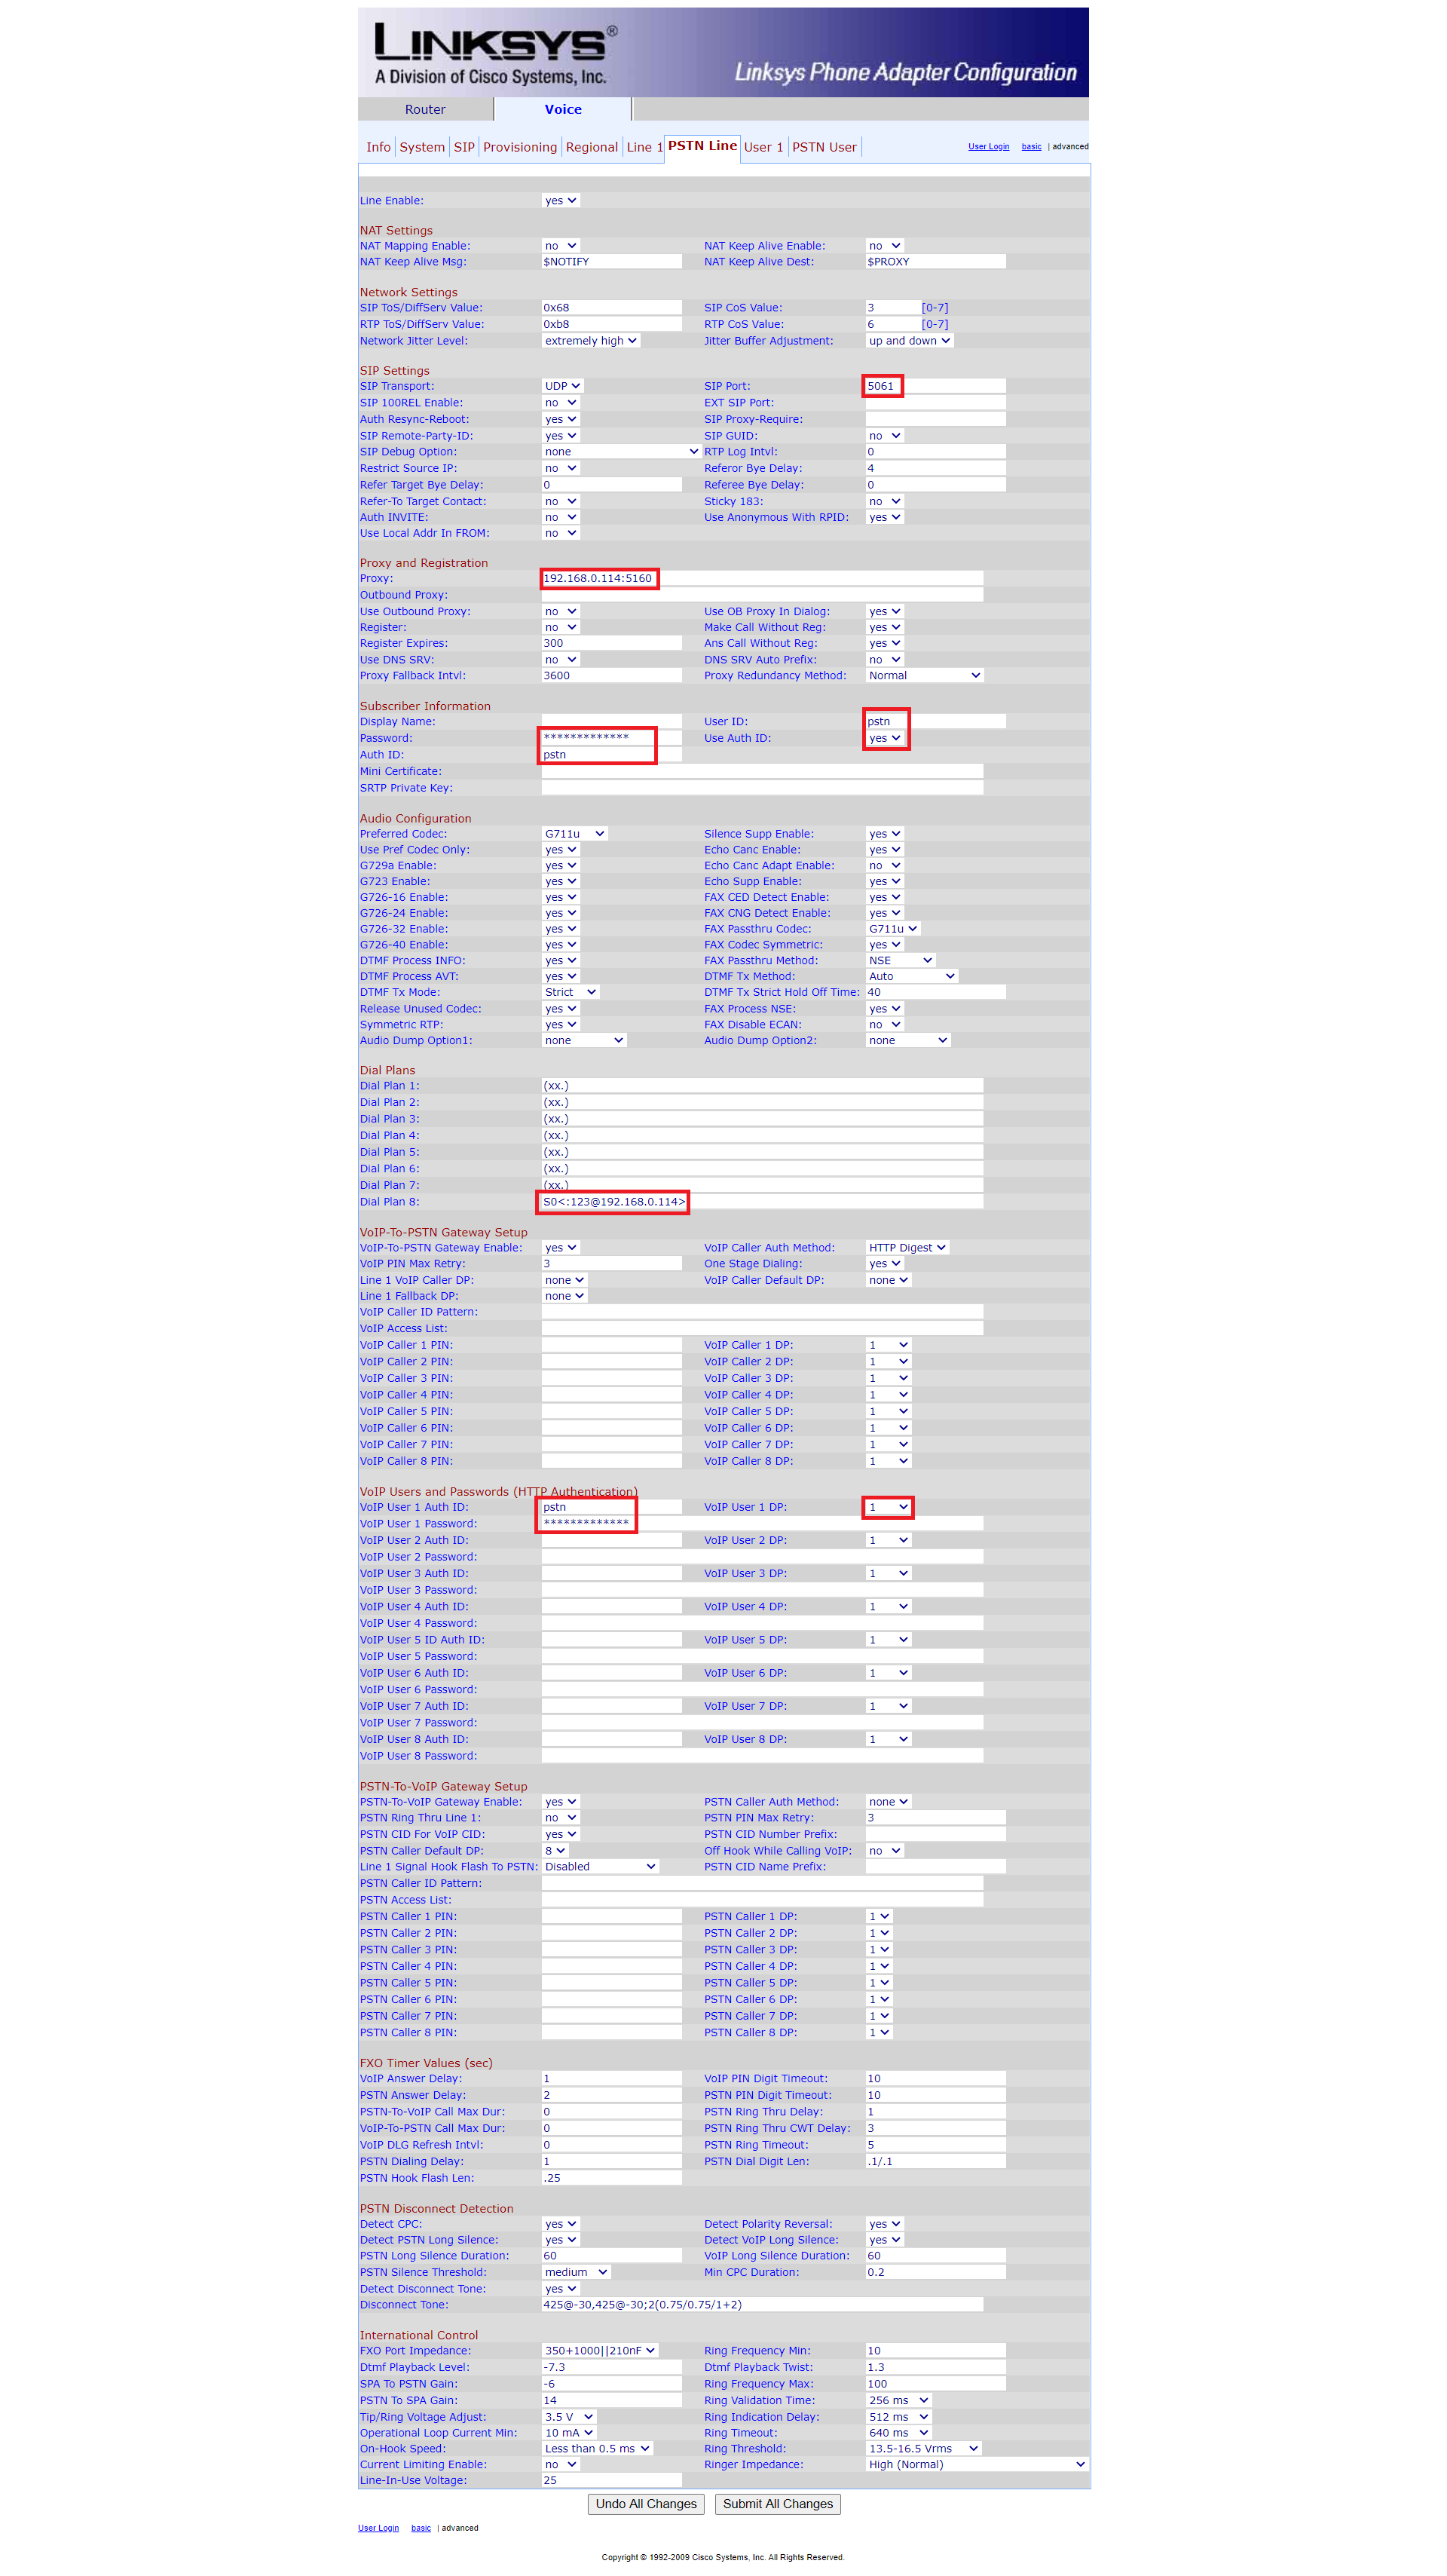 LINKSYS®
A Division of Cisco Systems, Inc.
Linksys Phone Adapter Configuration
Router Voice
Info System SIP Provisioning Regional Line 1 PSTN Line User 1 PSTN User User Login basic | advanced
Line Enable: yes
NAT Settings
NAT Mapping Enable: no NAT Keep Alive Enable: no
NAT Keep Alive Msg: $NOTIFY NAT Keep Alive Dest: $PROXY
Network Settings
SIP ToS/DiffServ Value: 0x68 SIP CoS Value: 3 [0-7]
RTP ToS/DiffServ Value: 0xb8 RTP CoS Value: 6 [0-7]
Network Jitter Level: extremely high Jitter Buffer Adjustment: up and down
SIP Settings
SIP Transport: UDP SIP Port: 5061
SIP 100REL Enable: no EXT SIP Port:
Auth Resync-Reboot: yes SIP Proxy-Require:
SIP Remote-Party-ID: yes SIP GUID: no
SIP Debug Option: none RTP Log Intvl: 0
Restrict Source IP: no Referor Bye Delay: 4
Refer Target Bye Delay: 0 Referee Bye Delay: 0
Refer-To Target Contact: no Sticky 183: no
Auth INVITE: no Use Anonymous With RPID: yes
Use Local Addr In FROM: no
Proxy and Registration
Proxy: 192.168.0.114:5160
Outbound Proxy:
Use Outbound Proxy: no Use OB Proxy In Dialog: yes
Register: no Make Call Without Reg: yes
Register Expires: 300 Ans Call Without Reg: yes
Use DNS SRV: no DNS SRV Auto Prefix: no
Proxy Fallback Intvl: 3600 Proxy Redundancy Method: Normal
Subscriber Information
Display Name: User ID: pstn
Password: ************* Use Auth ID: yes
Auth ID: pstn
Mini Certificate:
SRTP Private Key:
Audio Configuration
Preferred Codec: G711u Silence Supp Enable: yes
Use Pref Codec Only: yes Echo Canc Enable: yes
G729a Enable: yes Echo Canc Adapt Enable: no
G723 Enable: yes Echo Supp Enable: yes
G726-16 Enable: yes FAX CED Detect Enable: yes
G726-24 Enable: yes FAX CNG Detect Enable: yes
G726-32 Enable: yes FAX Passthru Codec: G711u
G726-40 Enable: yes FAX Codec Symmetric: yes
DTMF Process INFO: yes FAX Passthru Method: NSE
DTMF Process AVT: yes DTMF Tx Method: Auto
DTMF Tx Mode: Strict DTMF Tx Strict Hold Off Time: 40
Release Unused Codec: yes FAX Process NSE: yes
Symmetric RTP: yes FAX Disable ECAN: no
Audio Dump Option1: none Audio Dump Option2: none
Dial Plans
Dial Plan 1: (xx.)
Dial Plan 2: (xx.)
Dial Plan 3: (xx.)
Dial Plan 4: (xx.)
Dial Plan 5: (xx.)
Dial Plan 6: (xx.)
Dial Plan 7: (xx.)
Dial Plan 8: S0<:123@192.168.0.114>
VoIP-To-PSTN Gateway Setup
VoIP-To-PSTN Gateway Enable: yes VoIP Caller Auth Method: HTTP Digest
VoIP PIN Max Retry: 3 One Stage Dialing: yes
Line 1 VoIP Caller DP: none VoIP Caller Default DP: none
Line 1 Fallback DP: none
VoIP Caller ID Pattern:
VoIP Access List:
VoIP Caller 1 PIN: VoIP Caller 1 DP: 1
VoIP Caller 2 PIN: VoIP Caller 2 DP: 1
VoIP Caller 3 PIN: VoIP Caller 3 DP: 1
VoIP Caller 4 PIN: VoIP Caller 4 DP: 1
VoIP Caller 5 PIN: VoIP Caller 5 DP: 1
VoIP Caller 6 PIN: VoIP Caller 6 DP: 1
VoIP Caller 7 PIN: VoIP Caller 7 DP: 1
VoIP Caller 8 PIN: VoIP Caller 8 DP: 1
VoIP Users and Passwords (HTTP Authentication)
VoIP User 1 Auth ID: pstn VoIP User 1 DP: 1
VoIP User 1 Password: *************
VoIP User 2 Auth ID: VoIP User 2 DP: 1
VoIP User 2 Password:
VoIP User 3 Auth ID: VoIP User 3 DP: 1
VoIP User 3 Password:
VoIP User 4 Auth ID: VoIP User 4 DP: 1
VoIP User 4 Password:
VoIP User 5 ID Auth ID: VoIP User 5 DP: 1
VoIP User 5 Password:
VoIP User 6 Auth ID: VoIP User 6 DP: 1
VoIP User 6 Password:
VoIP User 7 Auth ID: VoIP User 7 DP: 1
VoIP User 7 Password:
VoIP User 8 Auth ID: VoIP User 8 DP: 1
VoIP User 8 Password:
PSTN-To-VoIP Gateway Setup
PSTN-To-VoIP Gateway Enable: yes PSTN Caller Auth Method: none
PSTN Ring Thru Line 1: no PSTN PIN Max Retry: 3
PSTN CID For VoIP CID: yes PSTN CID Number Prefix:
PSTN Caller Default DP: 8 Off Hook While Calling VoIP: no
Line 1 Signal Hook Flash To PSTN: Disabled PSTN CID Name Prefix:
PSTN Caller ID Pattern:
PSTN Access List:
PSTN Caller 1 PIN: PSTN Caller 1 DP: 1
PSTN Caller 2 PIN: PSTN Caller 2 DP: 1
PSTN Caller 3 PIN: PSTN Caller 3 DP: 1
PSTN Caller 4 PIN: PSTN Caller 4 DP: 1
PSTN Caller 5 PIN: PSTN Caller 5 DP: 1
PSTN Caller 6 PIN: PSTN Caller 6 DP: 1
PSTN Caller 7 PIN: PSTN Caller 7 DP: 1
PSTN Caller 8 PIN: PSTN Caller 8 DP: 1
FXO Timer Values (sec)
VoIP Answer Delay: 1 VoIP PIN Digit Timeout: 10
PSTN Answer Delay: 2 PSTN PIN Digit Timeout: 10
PSTN-To-VoIP Call Max Dur: 0 PSTN Ring Thru Delay: 1
VoIP-To-PSTN Call Max Dur: 0 PSTN Ring Thru CWT Delay: 3
VoIP DLG Refresh Intvl: 0 PSTN Ring Timeout: 5
PSTN Dialing Delay: 1 PSTN Dial Digit Len: .1/.1
PSTN Hook Flash Len: .25
PSTN Disconnect Detection
Detect CPC: yes Detect Polarity Reversal: yes
Detect PSTN Long Silence: yes Detect VoIP Long Silence: yes
PSTN Long Silence Duration: 60 VoIP Long Silence Duration: 60
PSTN Silence Threshold: medium Min CPC Duration: 0.2
Detect Disconnect Tone: yes
Disconnect Tone: 425@-30,425@-30;2(0.75/0.75/1+2)
International Control
FXO Port Impedance: 350+1000||210nF Ring Frequency Min: 10
Dtmf Playback Level: -7.3 Dtmf Playback Twist: 1.3
SPA To PSTN Gain: -6 Ring Frequency Max: 100
PSTN To SPA Gain: 14 Ring Validation Time: 256 ms
Tip/Ring Voltage Adjust: 3.5 V Ring Indication Delay: 512 ms
Operational Loop Current Min: 10 mA Ring Timeout: 640 ms
On-Hook Speed: Less than 0.5 ms Ring Threshold: 13.5-16.5 Vrms
Current Limiting Enable: no Ringer Impedance: High (Normal)
Line-In-Use Voltage: 25
Undo All Changes Submit All Changes
User Login basic | advanced
Copyright © 1992-2009 Cisco Systems, Inc. All Rights Reserved.